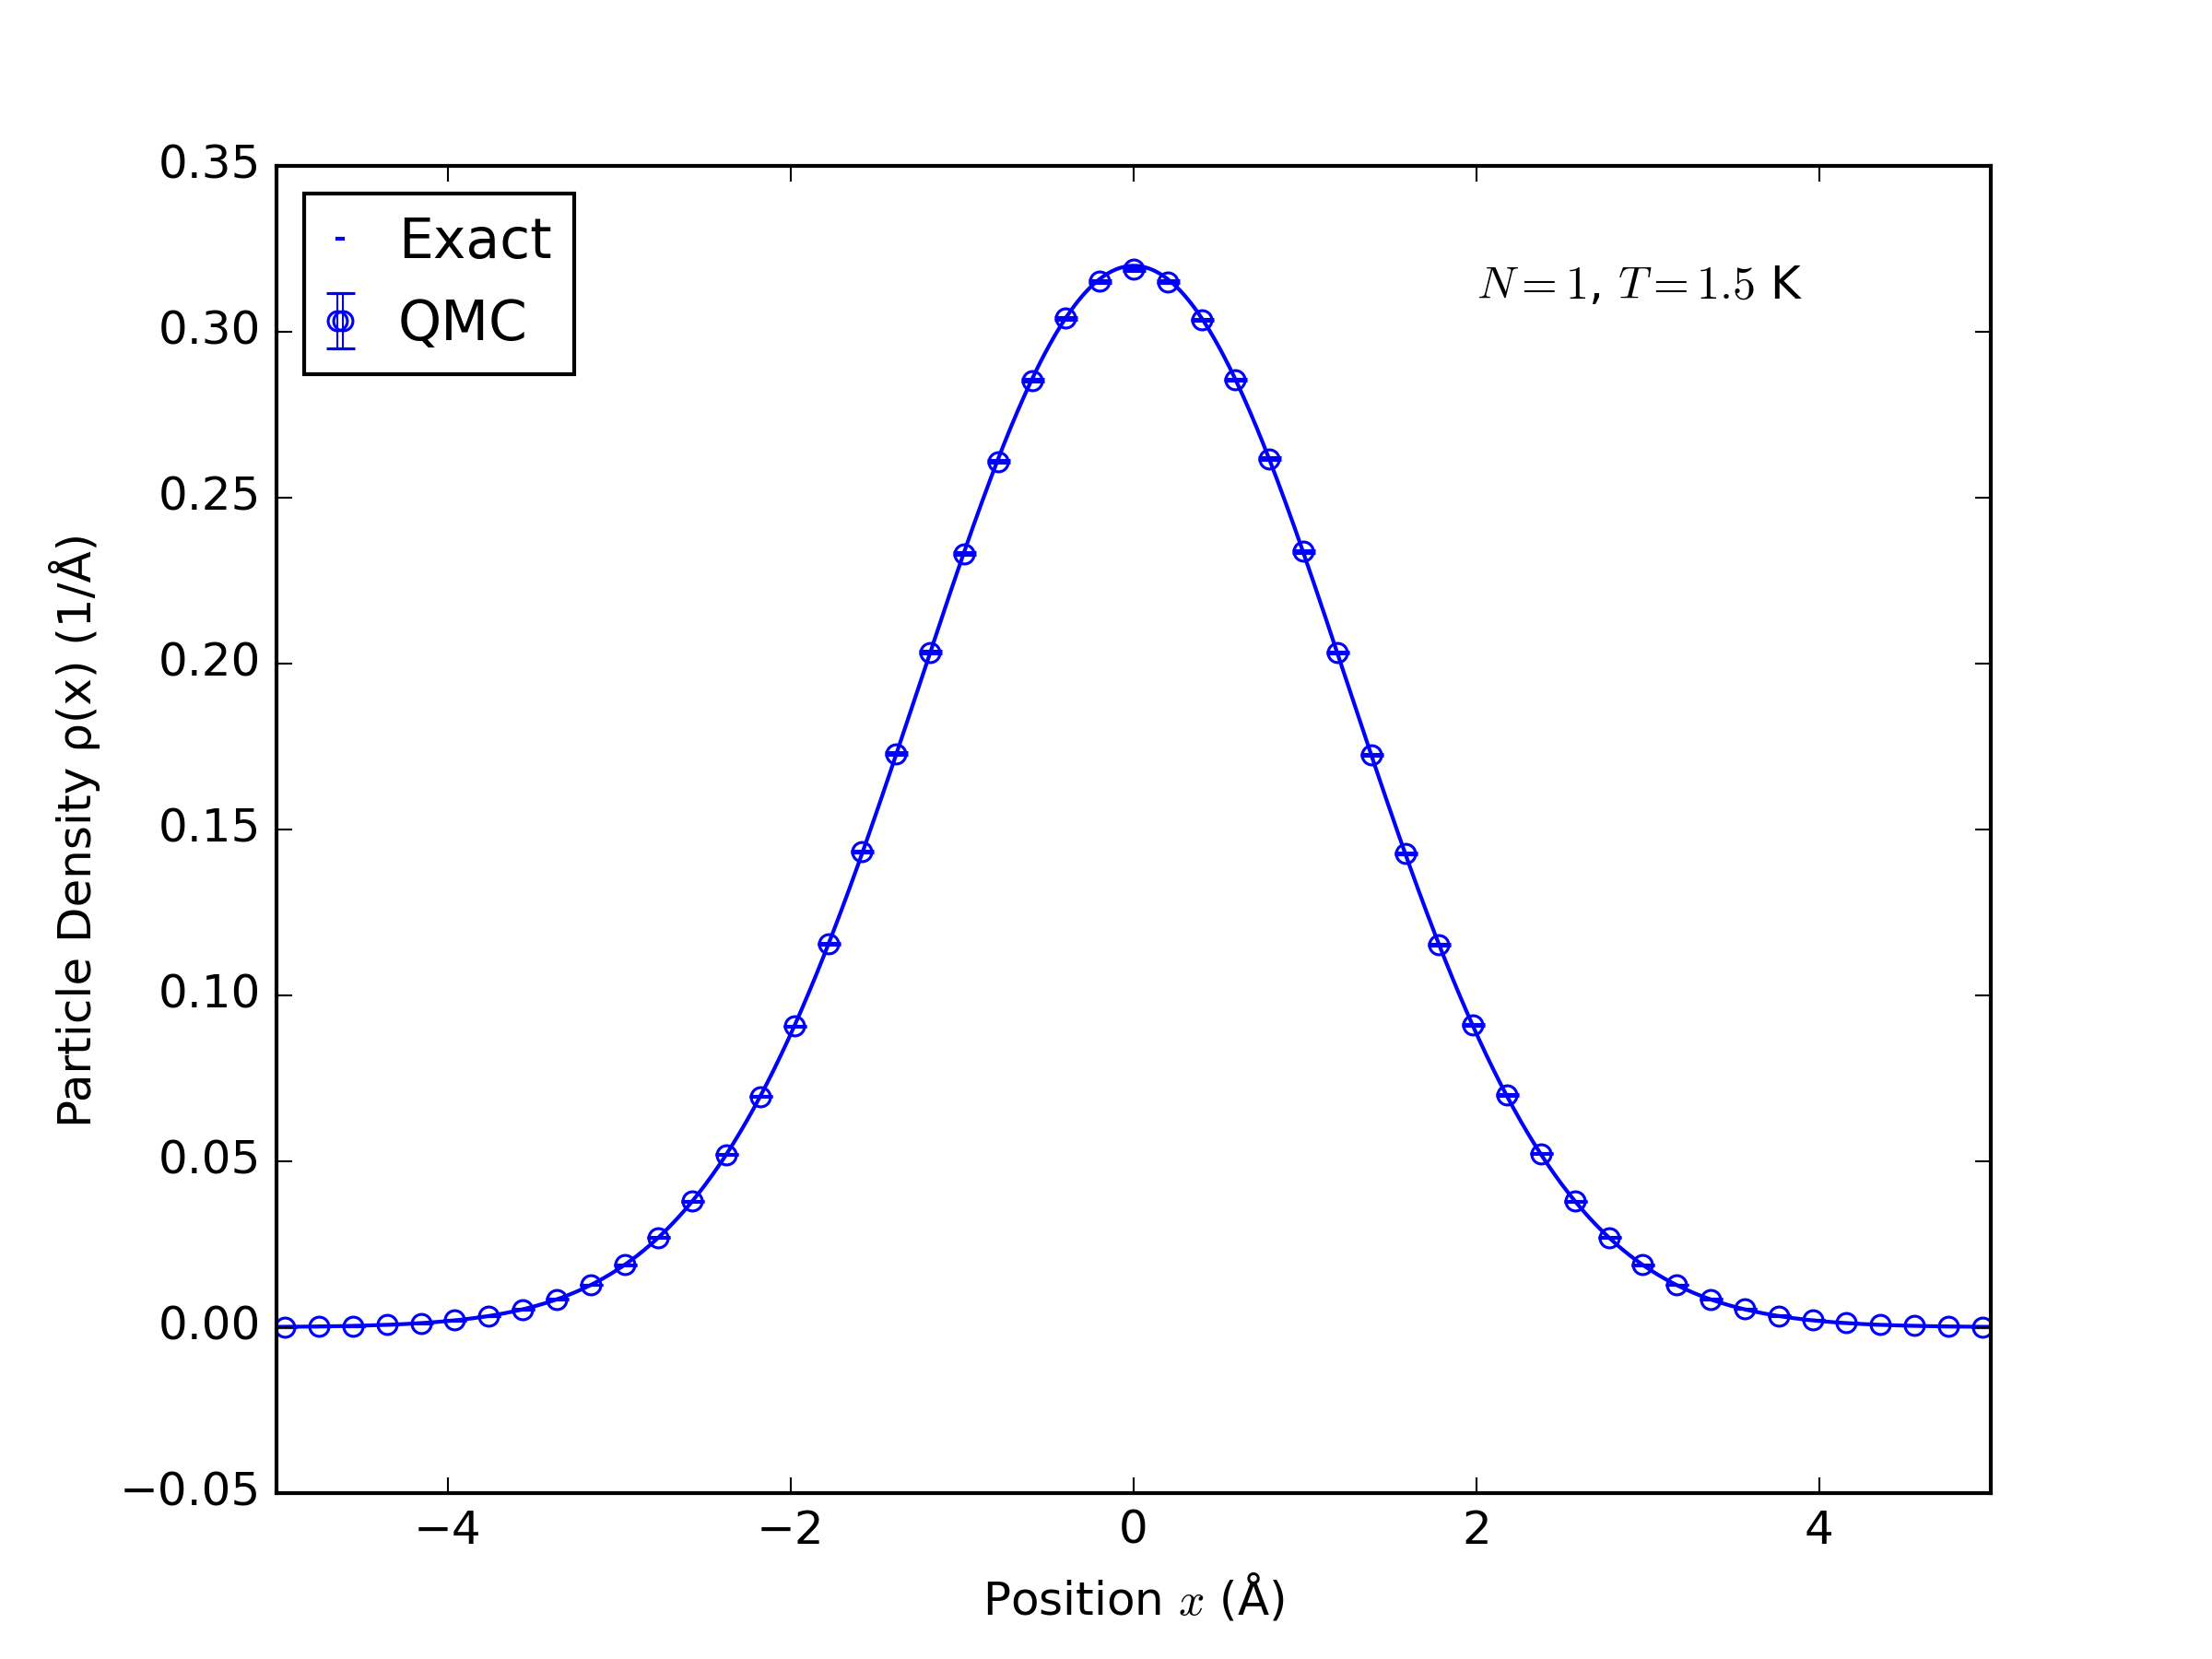 0.35
0.30
0.25
0.20
0.15
0.10
0.05
0.00
−0.05
Particle Density ρ(x) (1/Å)
Exact
QMC
N = 1, T = 1.5 K
−4 −2 0 2 4
Position x (Å)